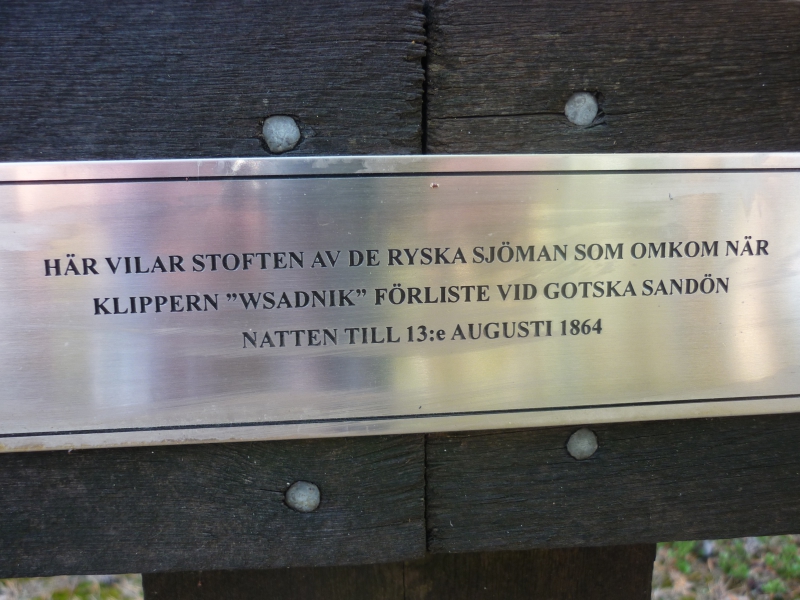 HÄR VILAR STOFTEN AV DE RYSKA SJÖMAN SOM OMKOM NÄR
KLIPPERN ”WSADNIK” FÖRLISTE VID GOTSKA SANDÖN
NATTEN TILL 13:e AUGUSTI 1864